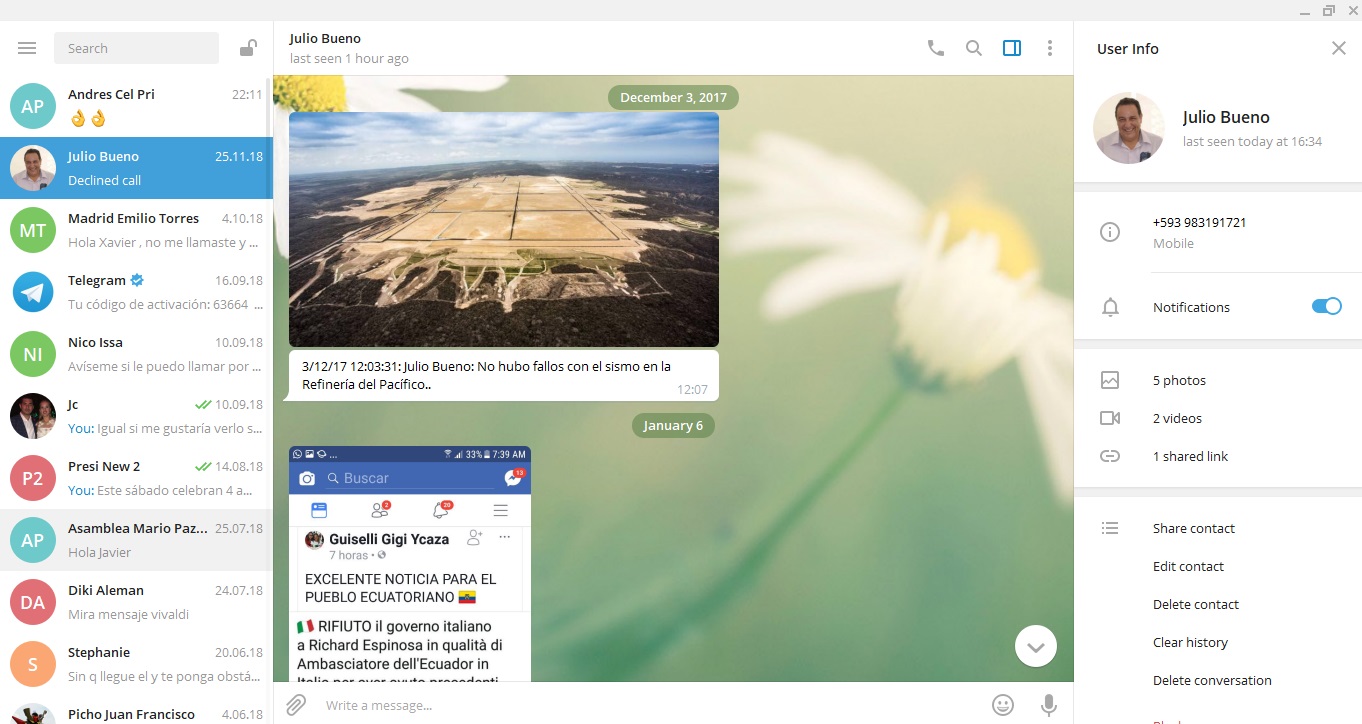 Search
Andres Cel Pri 22:11
👌👌
Julio Bueno 25.11.18
Declined call
Madrid Emilio Torres 4.10.18
Hola Xavier , no me llamaste y ...
Telegram 16.09.18
Tu código de activación: 63664 ...
Nico Issa 10.09.18
Avíseme si le puedo llamar por ...
Jc 10.09.18
You: Igual si me gustaría verlo s...
Presi New 2 14.08.18
You: Este sábado celebran 4 a...
Asamblea Mario Paz... 25.07.18
Hola Javier
Diki Aleman 24.07.18
Mira mensaje vivaldi
Stephanie 20.06.18
Sin q llegue el y te ponga obstá...
Picho Juan Francisco 4.06.18
AP
MT
NI
P2
AP
DA
S
Julio Bueno
last seen 1 hour ago
December 3, 2017
3/12/17 12:03:31: Julio Bueno: No hubo fallos con el sismo en la
Refinería del Pacífico..
12:07
January 6
33% 7:39 AM
Buscar
13
2
20
Guiselli Gigi Ycaza
7 horas •
EXCELENTE NOTICIA PARA EL
PUEBLO ECUATORIANO 🇪🇨
🇮🇹 RIFIUTO il governo italiano
a Richard Espinosa in qualità di
Ambasciatore dell'Ecuador in
Italia per aver avuto precedenti
Write a message...
User Info
Julio Bueno
last seen today at 16:34
+593 983191721
Mobile
Notifications
5 photos
2 videos
1 shared link
Share contact
Edit contact
Delete contact
Clear history
Delete conversation